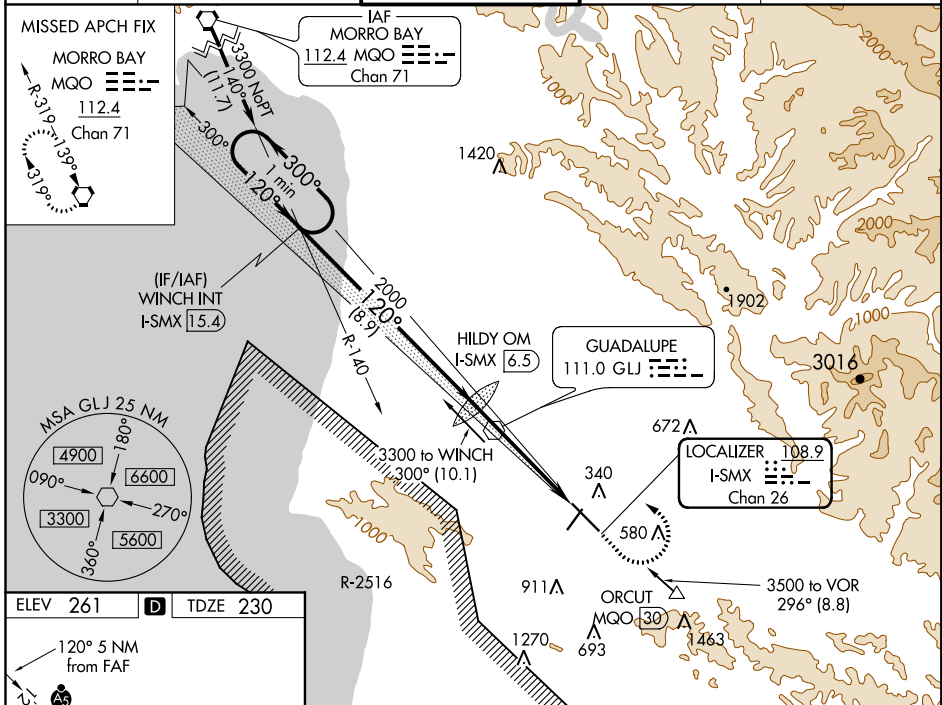 MISSED APCH FIX
MORRO BAY
MQO
112.4
Chan 71
R-319
139°
319°
IAF
MORRO BAY
112.4 MQO
Chan 71
3300 NoPT
140°
(11.7)
300°
300°
1 min
120°
2000
1000
1420
2000
1902
1000
3016
(IF/IAF)
WINCH INT
I-SMX 15.4
2000
120°
(8.9)
R-140
HILDY OM
I-SMX 6.5
GUADALUPE
111.0 GLJ
672
LOCALIZER 108.9
I-SMX
Chan 26
3300 to WINCH
300° (10.1)
340
580
MSA GLJ 25 NM
180°
4900
6600
090°
270°
3300
5600
360°
1000
R-2516
911
ORCUT
MQO 30
3500 to VOR
296° (8.8)
1270
693
1463
ELEV 261 D TDZE 230
120° 5 NM
from FAF
A5